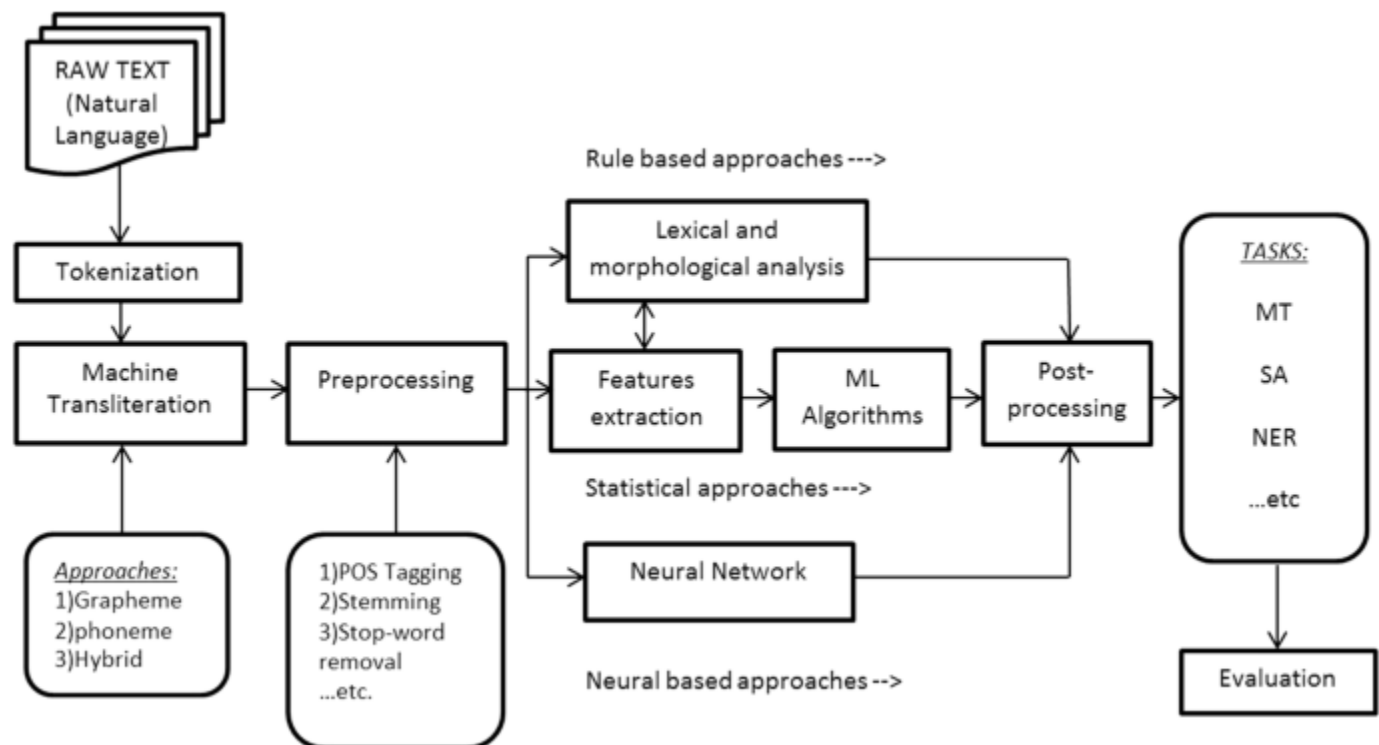 RAW TEXT
(Natural
Language)
Tokenization
Machine
Transliteration
Approaches:
1)Grapheme
2)phoneme
3)Hybrid
Preprocessing
1)POS Tagging
2)Stemming
3)Stop-word
removal
...etc.
Rule based approaches --->
Lexical and
morphological analysis
Features
extraction
ML
Algorithms
Statistical approaches --->
Neural Network
Neural based approaches -->
Post-
processing
TASKS:
MT
SA
NER
...etc
Evaluation